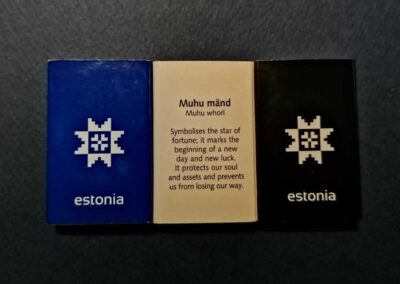 estonia
Muhu mänd
Muhu whorl
Symbolises the star of
fortune; it marks the
beginning of a new
day and new luck.
It protects our soul
and assets and prevents
us from losing our way.
estonia